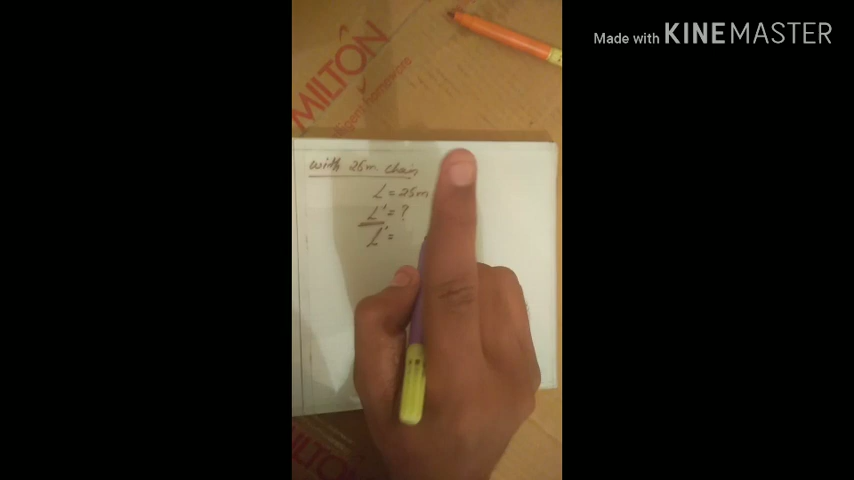 Made with KINEMASTER
MILTON
with 25m. chain
L = 25m
L' = ?
L' =